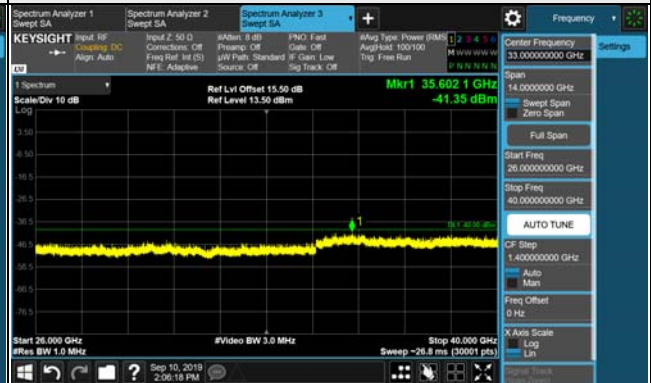 Spectrum Analyzer 1
Swept SA
Spectrum Analyzer 2
Swept SA
Spectrum Analyzer 3
Swept SA
+
Frequency
KEYSIGHT
Input: RF
Coupling: DC
Align: Auto
Input Z: 50 Ω
Corrections: Off
Freq Ref: Int (S)
NFE: Adaptive
#Atten: 8 dB
Preamp: Off
µW Path: Standard
Source: Off
PNO: Fast
Gate: Off
IF Gain: Low
Sig Track: Off
#Avg Type: Power (RMS
Avg|Hold: 100/100
Trig: Free Run
1 2 3 4 5 6
M W W W W W
P N N N N N
Center Frequency
33.000000000 GHz
Settings
Span
14.0000000 GHz
Swept Span
Zero Span
Full Span
Start Freq
26.000000000 GHz
Stop Freq
40.000000000 GHz
AUTO TUNE
CF Step
1.400000000 GHz
Auto
Man
Freq Offset
0 Hz
X Axis Scale
Log
Lin
Signal Track
1 Spectrum
Scale/Div 10 dB
Log
Ref Lvl Offset 15.50 dB
Ref Level 13.50 dBm
Mkr1 35.602 1 GHz
-41.35 dBm
3.50
-6.50
-16.5
-26.5
-36.5
-46.5
-56.5
-66.5
-76.5
1
Start 26.000 GHz
#Res BW 1.0 MHz
#Video BW 3.0 MHz
Stop 40.000 GHz
Sweep ~26.8 ms (30001 pts)
?
Sep 10, 2019
2:06:18 PM